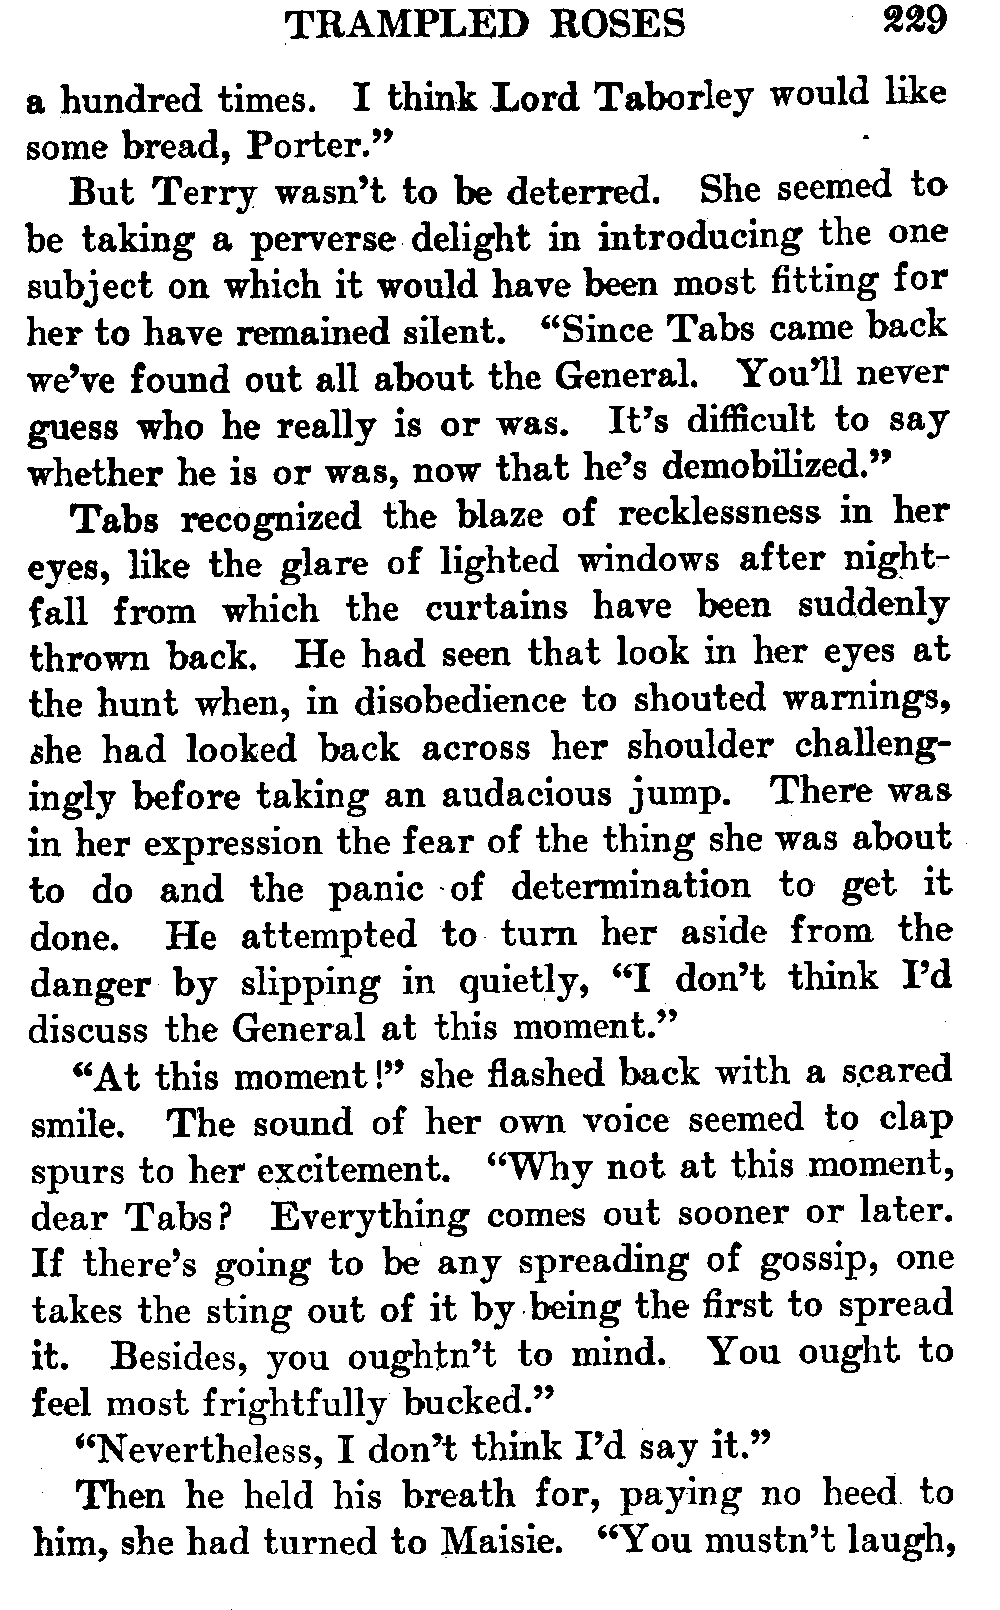 TRAMPLED ROSES 229
a hundred times. I think Lord Taborley would like
some bread, Porter."
But Terry wasn't to be deterred. She seemed to
be taking a perverse delight in introducing the one
subject on which it would have been most fitting for
her to have remained silent. "Since Tabs came back
we've found out all about the General. You'll never
guess who he really is or was. It's difficult to say
whether he is or was, now that he's demobilized."
Tabs recognized the blaze of recklessness in her
eyes, like the glare of lighted windows after night-
fall from which the curtains have been suddenly
thrown back. He had seen that look in her eyes at
the hunt when, in disobedience to shouted warnings,
she had looked back across her shoulder challeng-
ingly before taking an audacious jump. There was
in her expression the fear of the thing she was about
to do and the panic of determination to get it
done. He attempted to turn her aside from the
danger by slipping in quietly, "I don't think I'd
discuss the General at this moment."
"At this moment!" she flashed back with a scared
smile. The sound of her own voice seemed to clap
spurs to her excitement. "Why not at this moment,
dear Tabs? Everything comes out sooner or later.
If there's going to be any spreading of gossip, one
takes the sting out of it by being the first to spread
it. Besides, you oughtn't to mind. You ought to
feel most frightfully bucked."
"Nevertheless, I don't think I'd say it."
Then he held his breath for, paying no heed to
him, she had turned to Maisie. "You mustn't laugh,